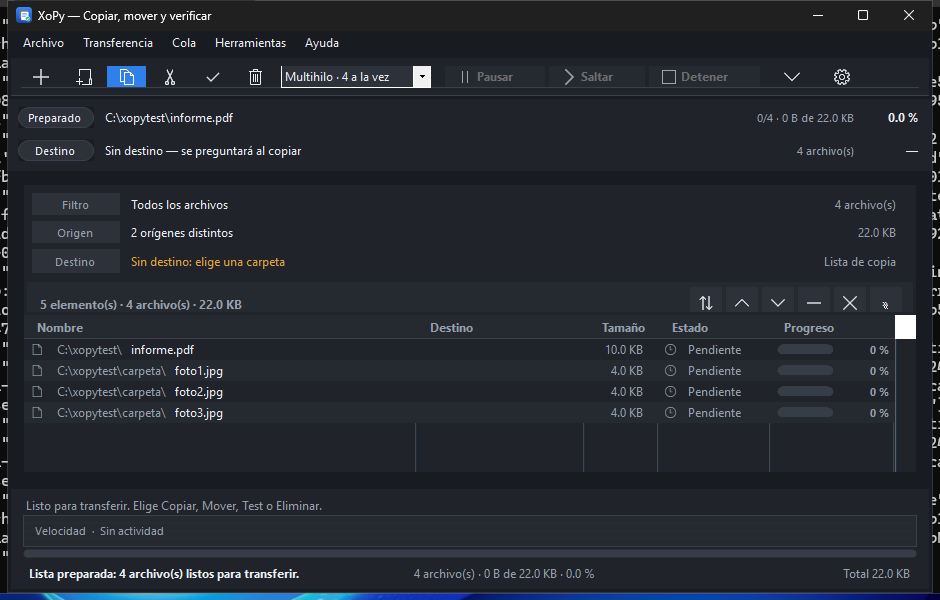 XoPy — Copiar, mover y verificar
Archivo Transferencia Cola Herramientas Ayuda
Multihilo · 4 a la vez Pausar Saltar Detener
Preparado C:\xopytest\informe.pdf 0/4 · 0 B de 22.0 KB 0.0 %
Destino Sin destino — se preguntará al copiar 4 archivo(s) —
Filtro Todos los archivos 4 archivo(s)
Origen 2 orígenes distintos 22.0 KB
Destino Sin destino: elige una carpeta Lista de copia
5 elemento(s) · 4 archivo(s) · 22.0 KB
Nombre Destino Tamaño Estado Progreso
C:\xopytest\ informe.pdf 10.0 KB Pendiente 0 %
C:\xopytest\carpeta\ foto1.jpg 4.0 KB Pendiente 0 %
C:\xopytest\carpeta\ foto2.jpg 4.0 KB Pendiente 0 %
C:\xopytest\carpeta\ foto3.jpg 4.0 KB Pendiente 0 %
Listo para transferir. Elige Copiar, Mover, Test o Eliminar.
Velocidad · Sin actividad
Lista preparada: 4 archivo(s) listos para transferir. 4 archivo(s) · 0 B de 22.0 KB · 0.0 % Total 22.0 KB